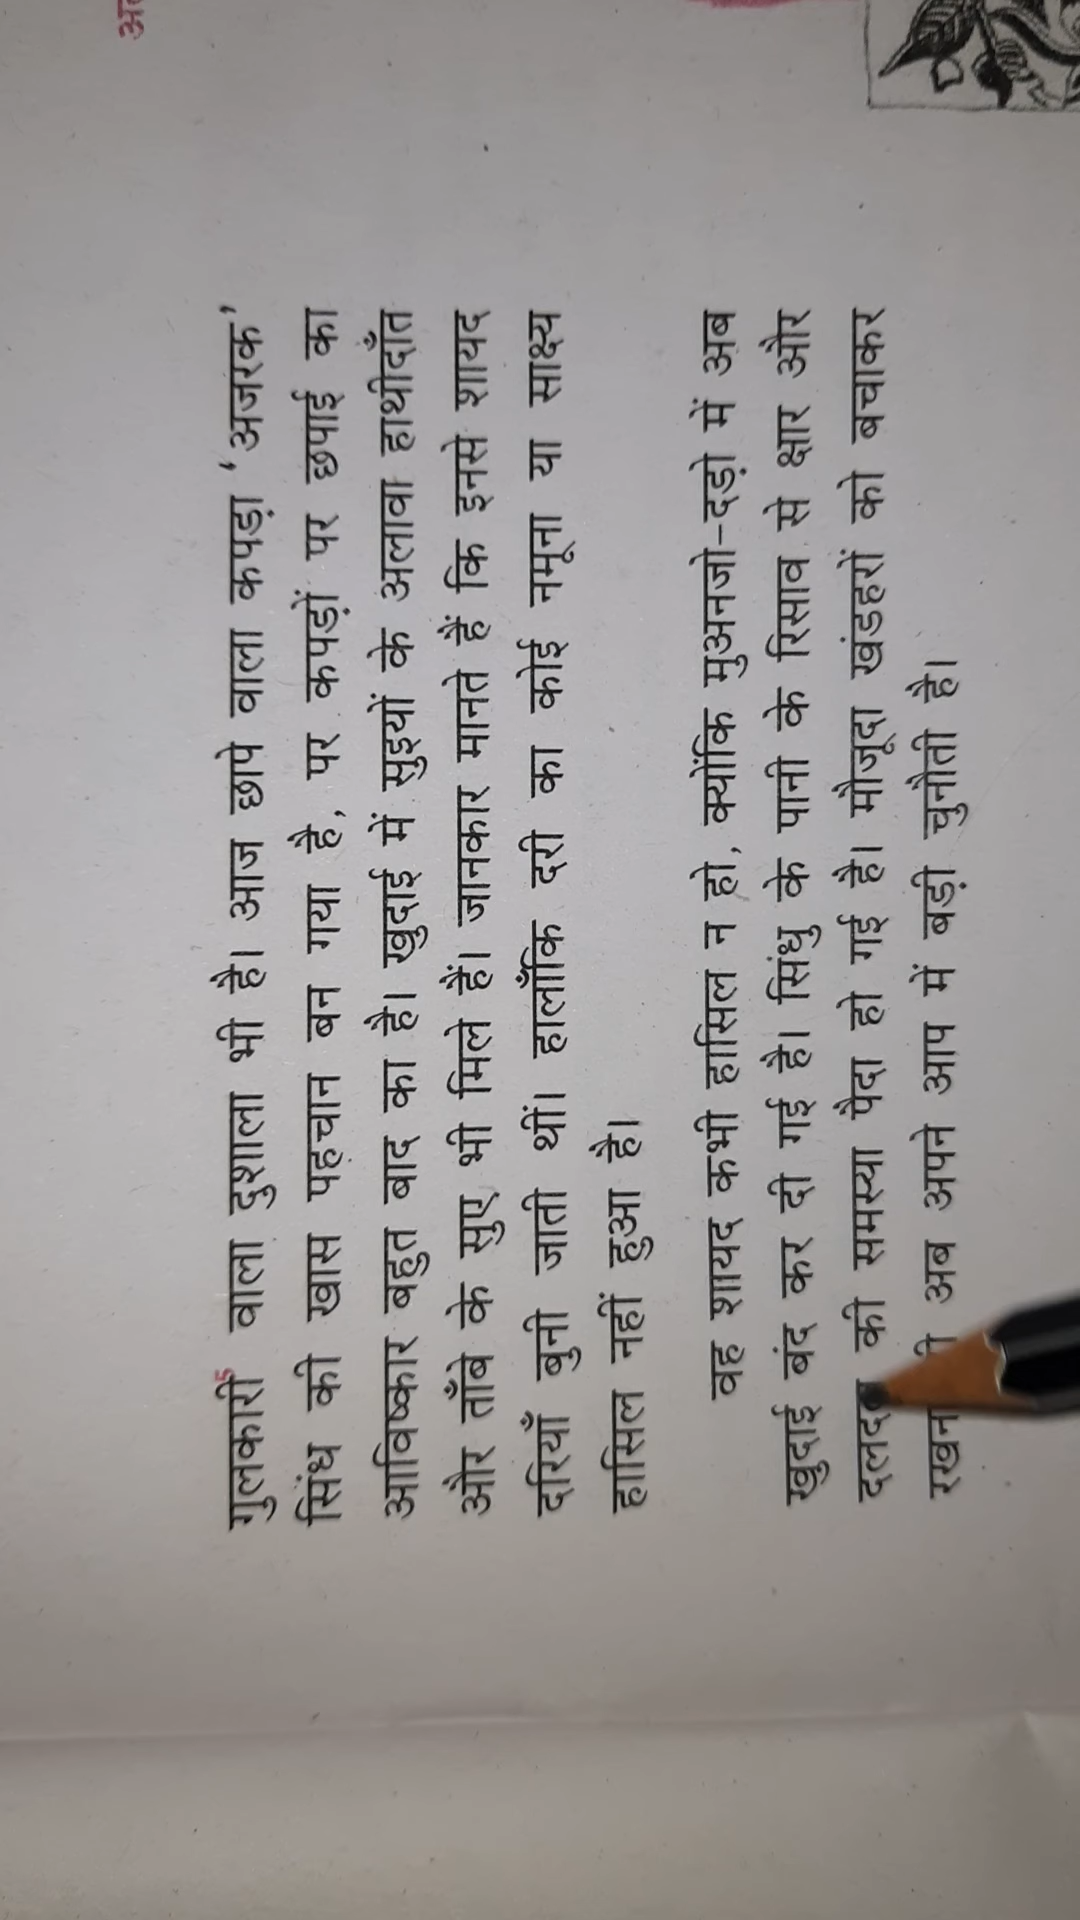 गुलकारी⁵ वाला दुशाला भी है। आज छापे वाला कपड़ा 'अजरक'
सिंध की खास पहचान बन गया है, पर कपड़ों पर छपाई का
आविष्कार बहुत बाद का है। खुदाई में सुइयों के अलावा हाथीदाँत
और ताँबे के सुए भी मिले हैं। जानकार मानते हैं कि इनसे शायद
दरियाँ बुनी जाती थीं। हालाँकि दरी का कोई नमूना या साक्ष्य
हासिल नहीं हुआ है।
वह शायद कभी हासिल न हो, क्योंकि मुअनजो-दड़ो में अब
खुदाई बंद कर दी गई है। सिंधु के पानी के रिसाव से क्षार और
की समस्या पैदा हो गई है। मौजूदा खंडहरों को बचाकर
अब अपने आप में बड़ी चुनौती है।